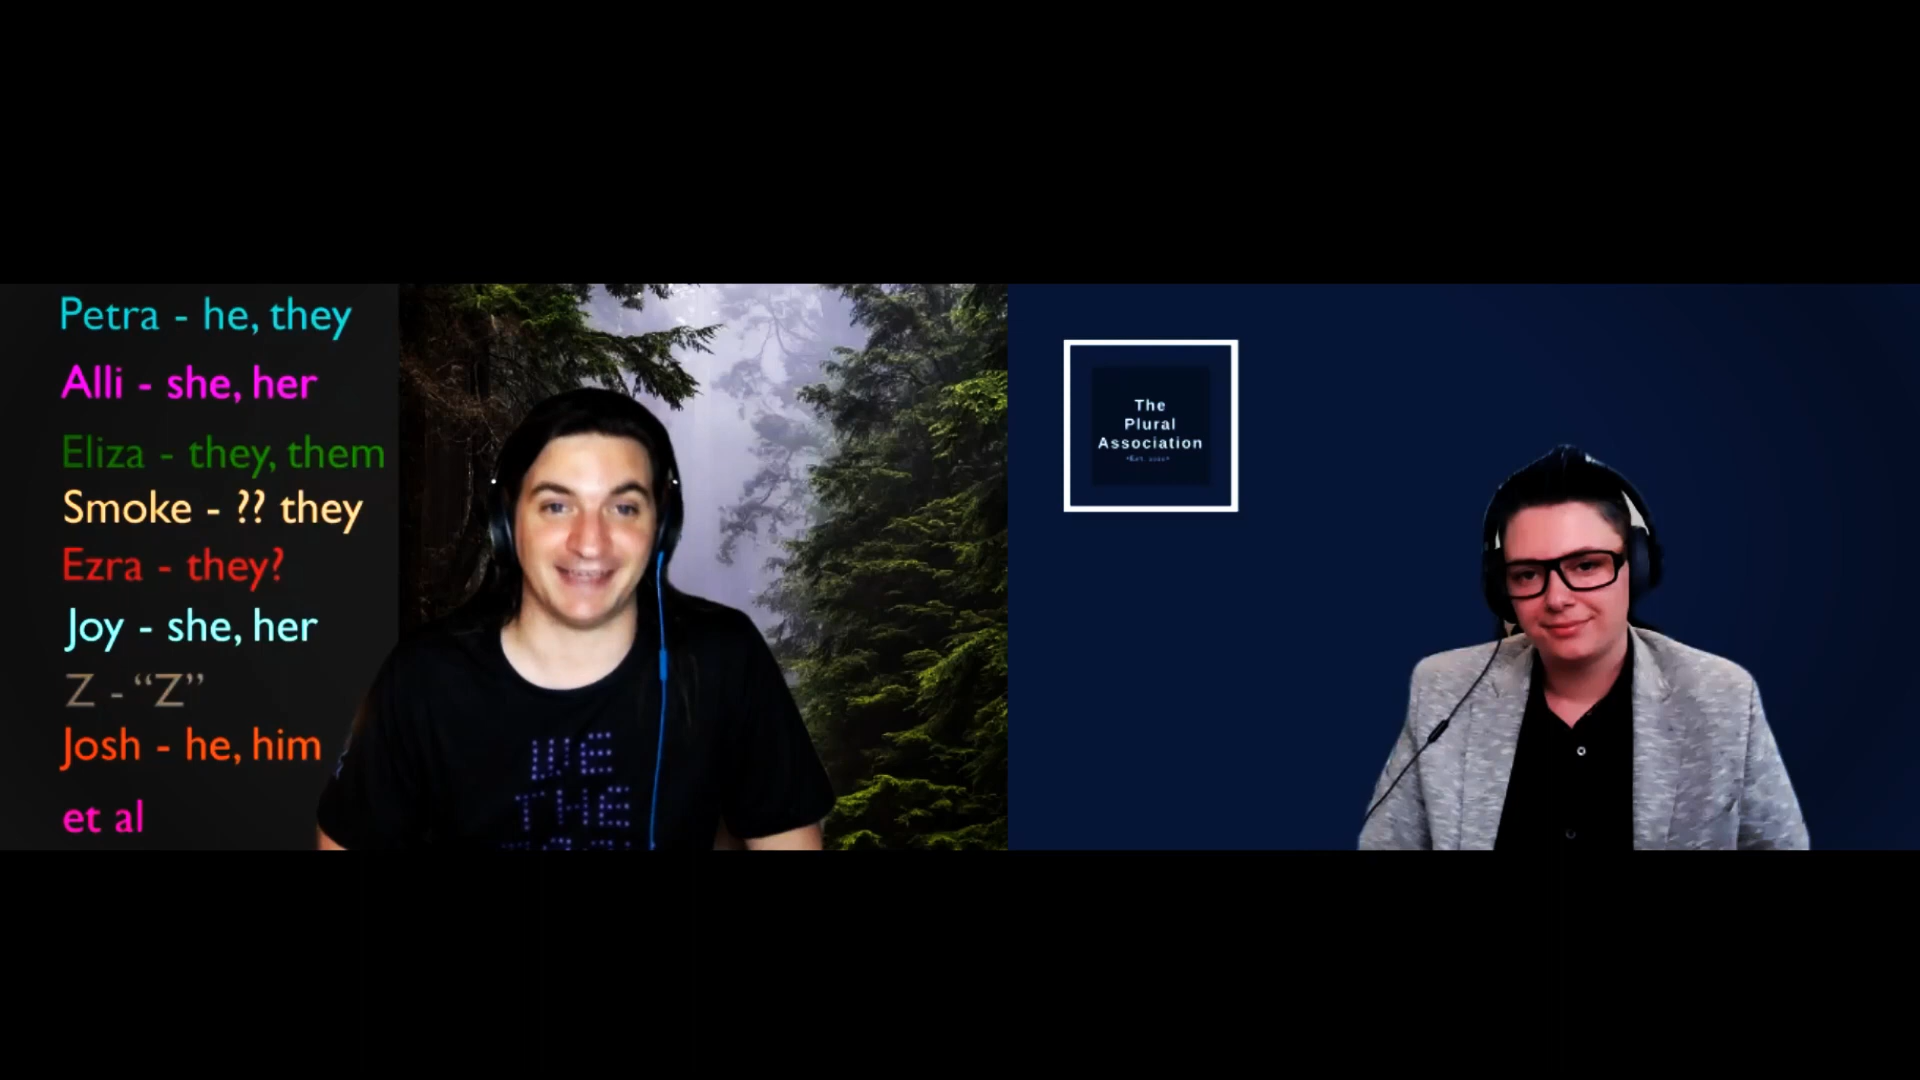 Petra - he, they
Alli - she, her
Eliza - they, them
Smoke - ?? they
Ezra - they?
Joy - she, her
Z - “Z”
Josh - he, him
et al
WE
THE
The
Plural
Association